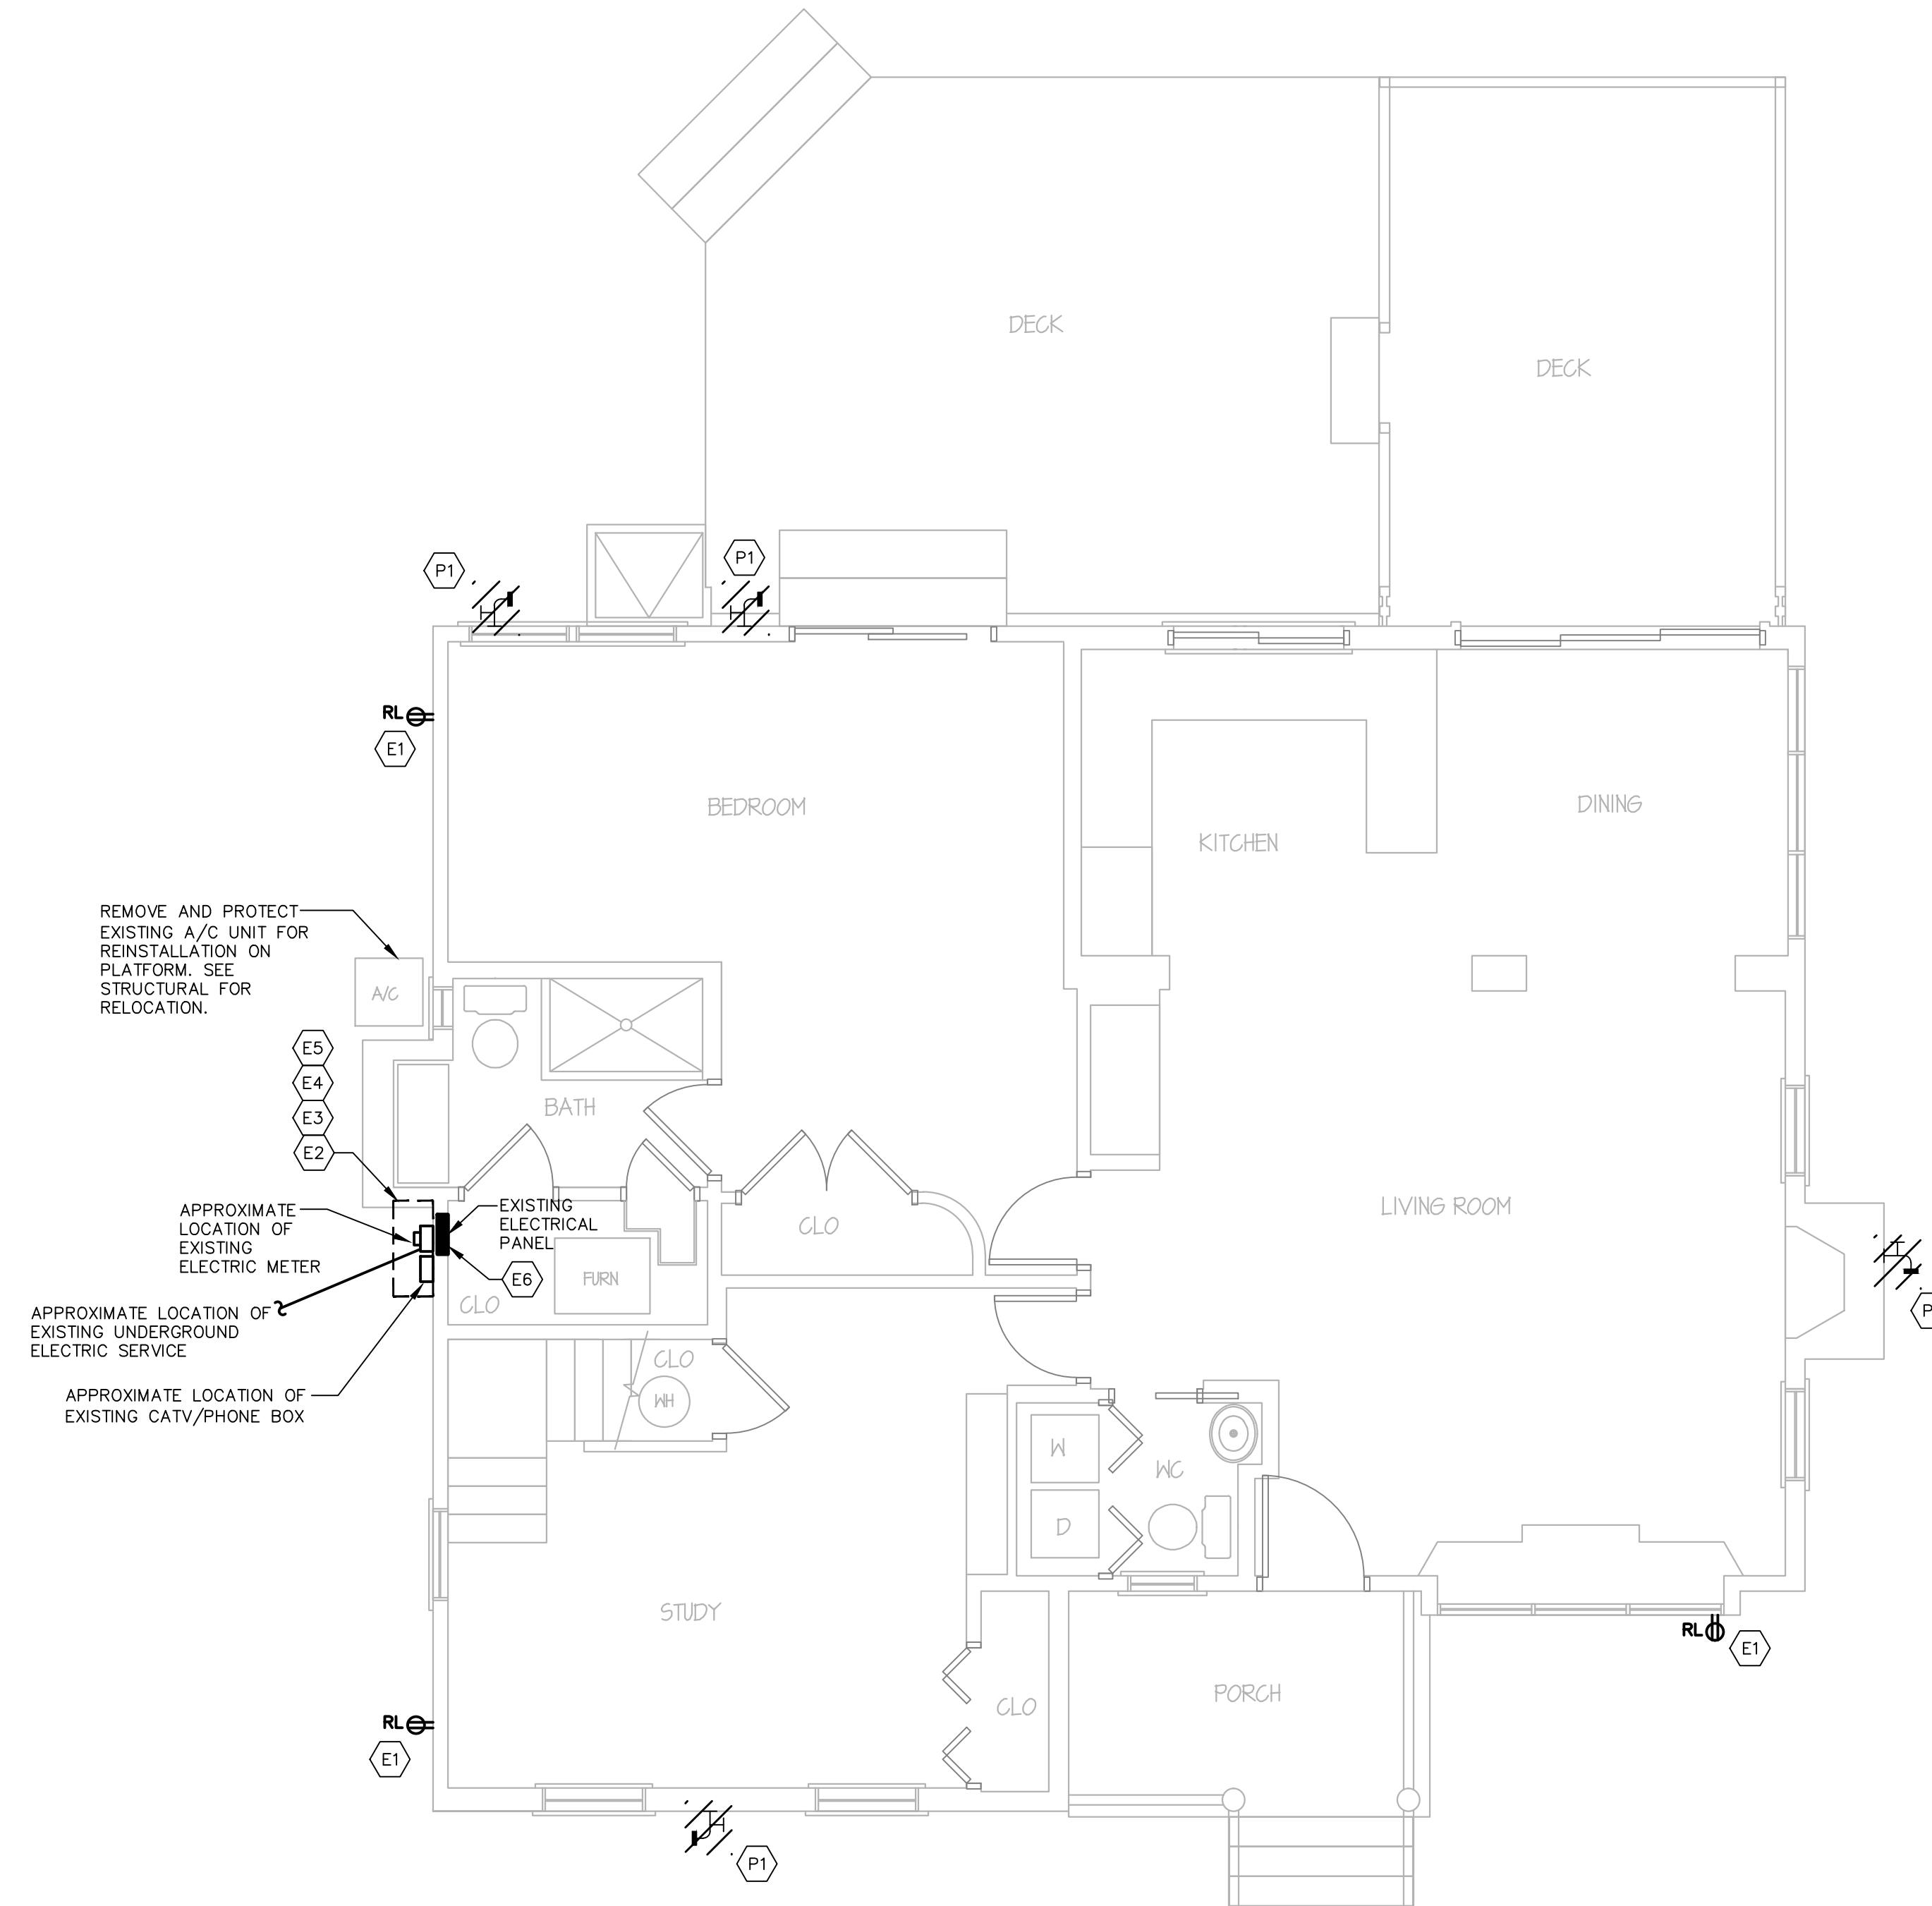 DECK
DECK
P1
P1
RL
E1
BEDROOM
DINING
KITCHEN
REMOVE AND PROTECT
EXISTING A/C UNIT FOR
REINSTALLATION ON
PLATFORM. SEE
STRUCTURAL FOR
RELOCATION.
A/C
E5
E4
E3
E2
BATH
APPROXIMATE
LOCATION OF
EXISTING
ELECTRIC METER
EXISTING
ELECTRICAL
PANEL
CLO
LIVING ROOM
E6
FURN
CLO
APPROXIMATE LOCATION OF
EXISTING UNDERGROUND
ELECTRIC SERVICE
CLO
WH
APPROXIMATE LOCATION OF
EXISTING CATV/PHONE BOX
W
WC
D
STUDY
RL
E1
PORCH
CLO
RL
E1
P1